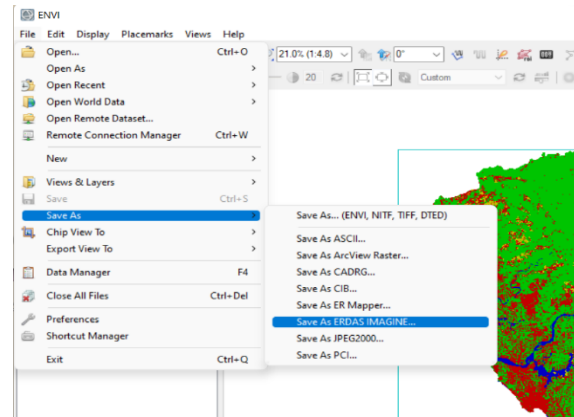 ENVI
File Edit Display Placemarks Views Help
Open... Ctrl+O
21.0% (1:4.8) 0°
Open As
20 Custom
Open Recent
Open World Data
Open Remote Dataset...
Remote Connection Manager Ctrl+W
New
Views & Layers
Save Ctrl+S
Save As
Save As... (ENVI, NITF, TIFF, DTED)
Chip View To
Save As ASCII...
Export View To
Save As ArcView Raster...
Data Manager F4
Save As CADRG...
Save As CIB...
Close All Files Ctrl+Del
Save As ER Mapper...
Preferences
Save As ERDAS IMAGINE...
Shortcut Manager
Save As JPEG2000...
Exit Ctrl+Q
Save As PCI...